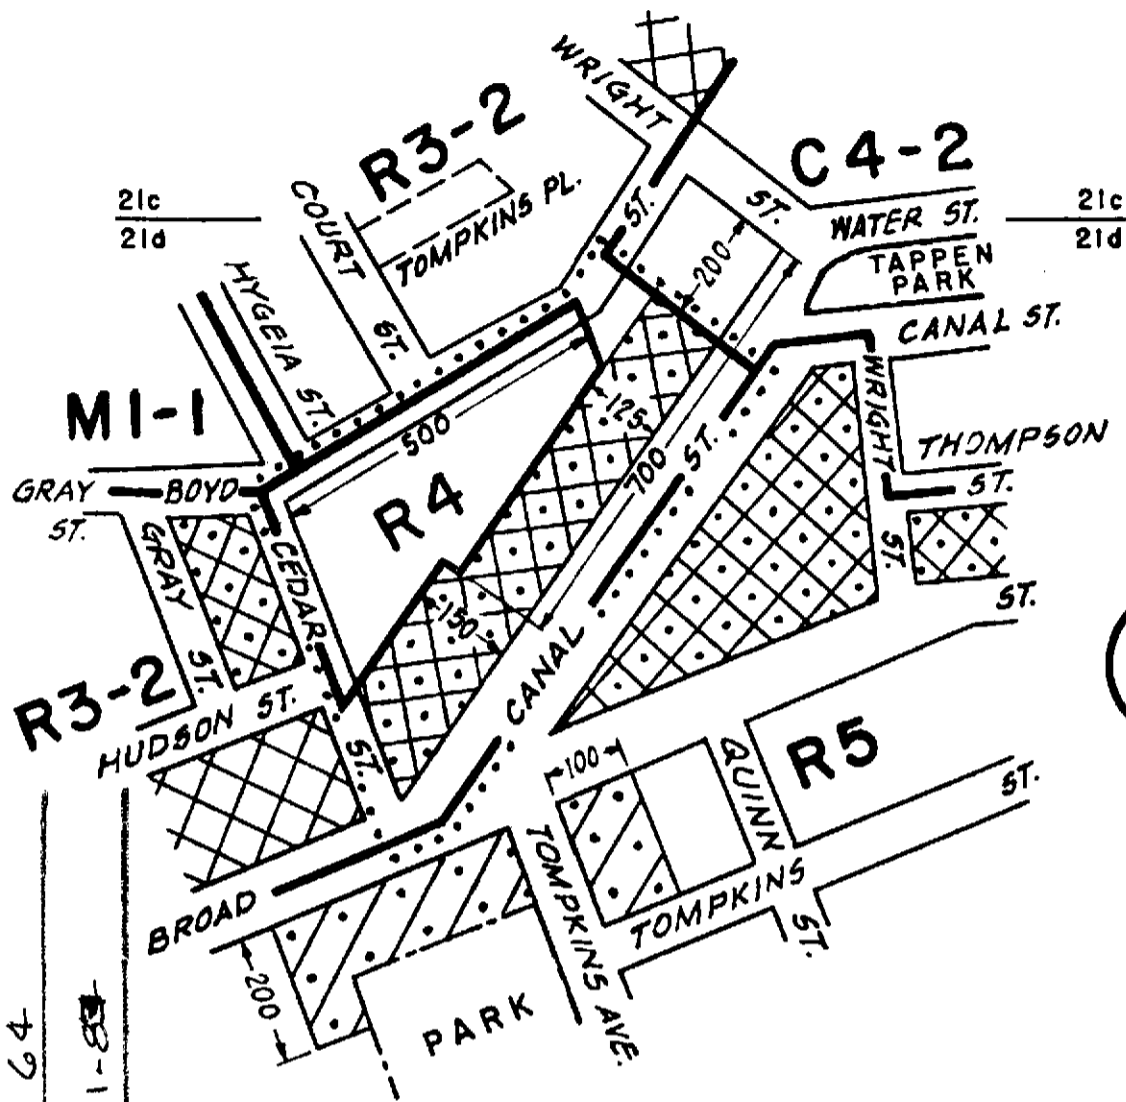 WRIGHT
ST.
R3-2
C4-2
21c
21d
21c
21d
COURT
ST.
TOMPKINS PL.
ST.
WATER ST.
TAPPEN
PARK
HYGEIA ST.
200
CANAL ST.
M1-1
WRIGHT
ST.
THOMPSON
ST.
500
125
700
GRAY
ST.
BOYD
R4
GRAY
ST.
CEDAR
ST.
150
CANAL
ST.
ST.
R3-2
HUDSON ST.
R5
100
QUINN
ST.
ST.
TOMPKINS
TOMPKINS AVE.
BROAD
200
PARK
64